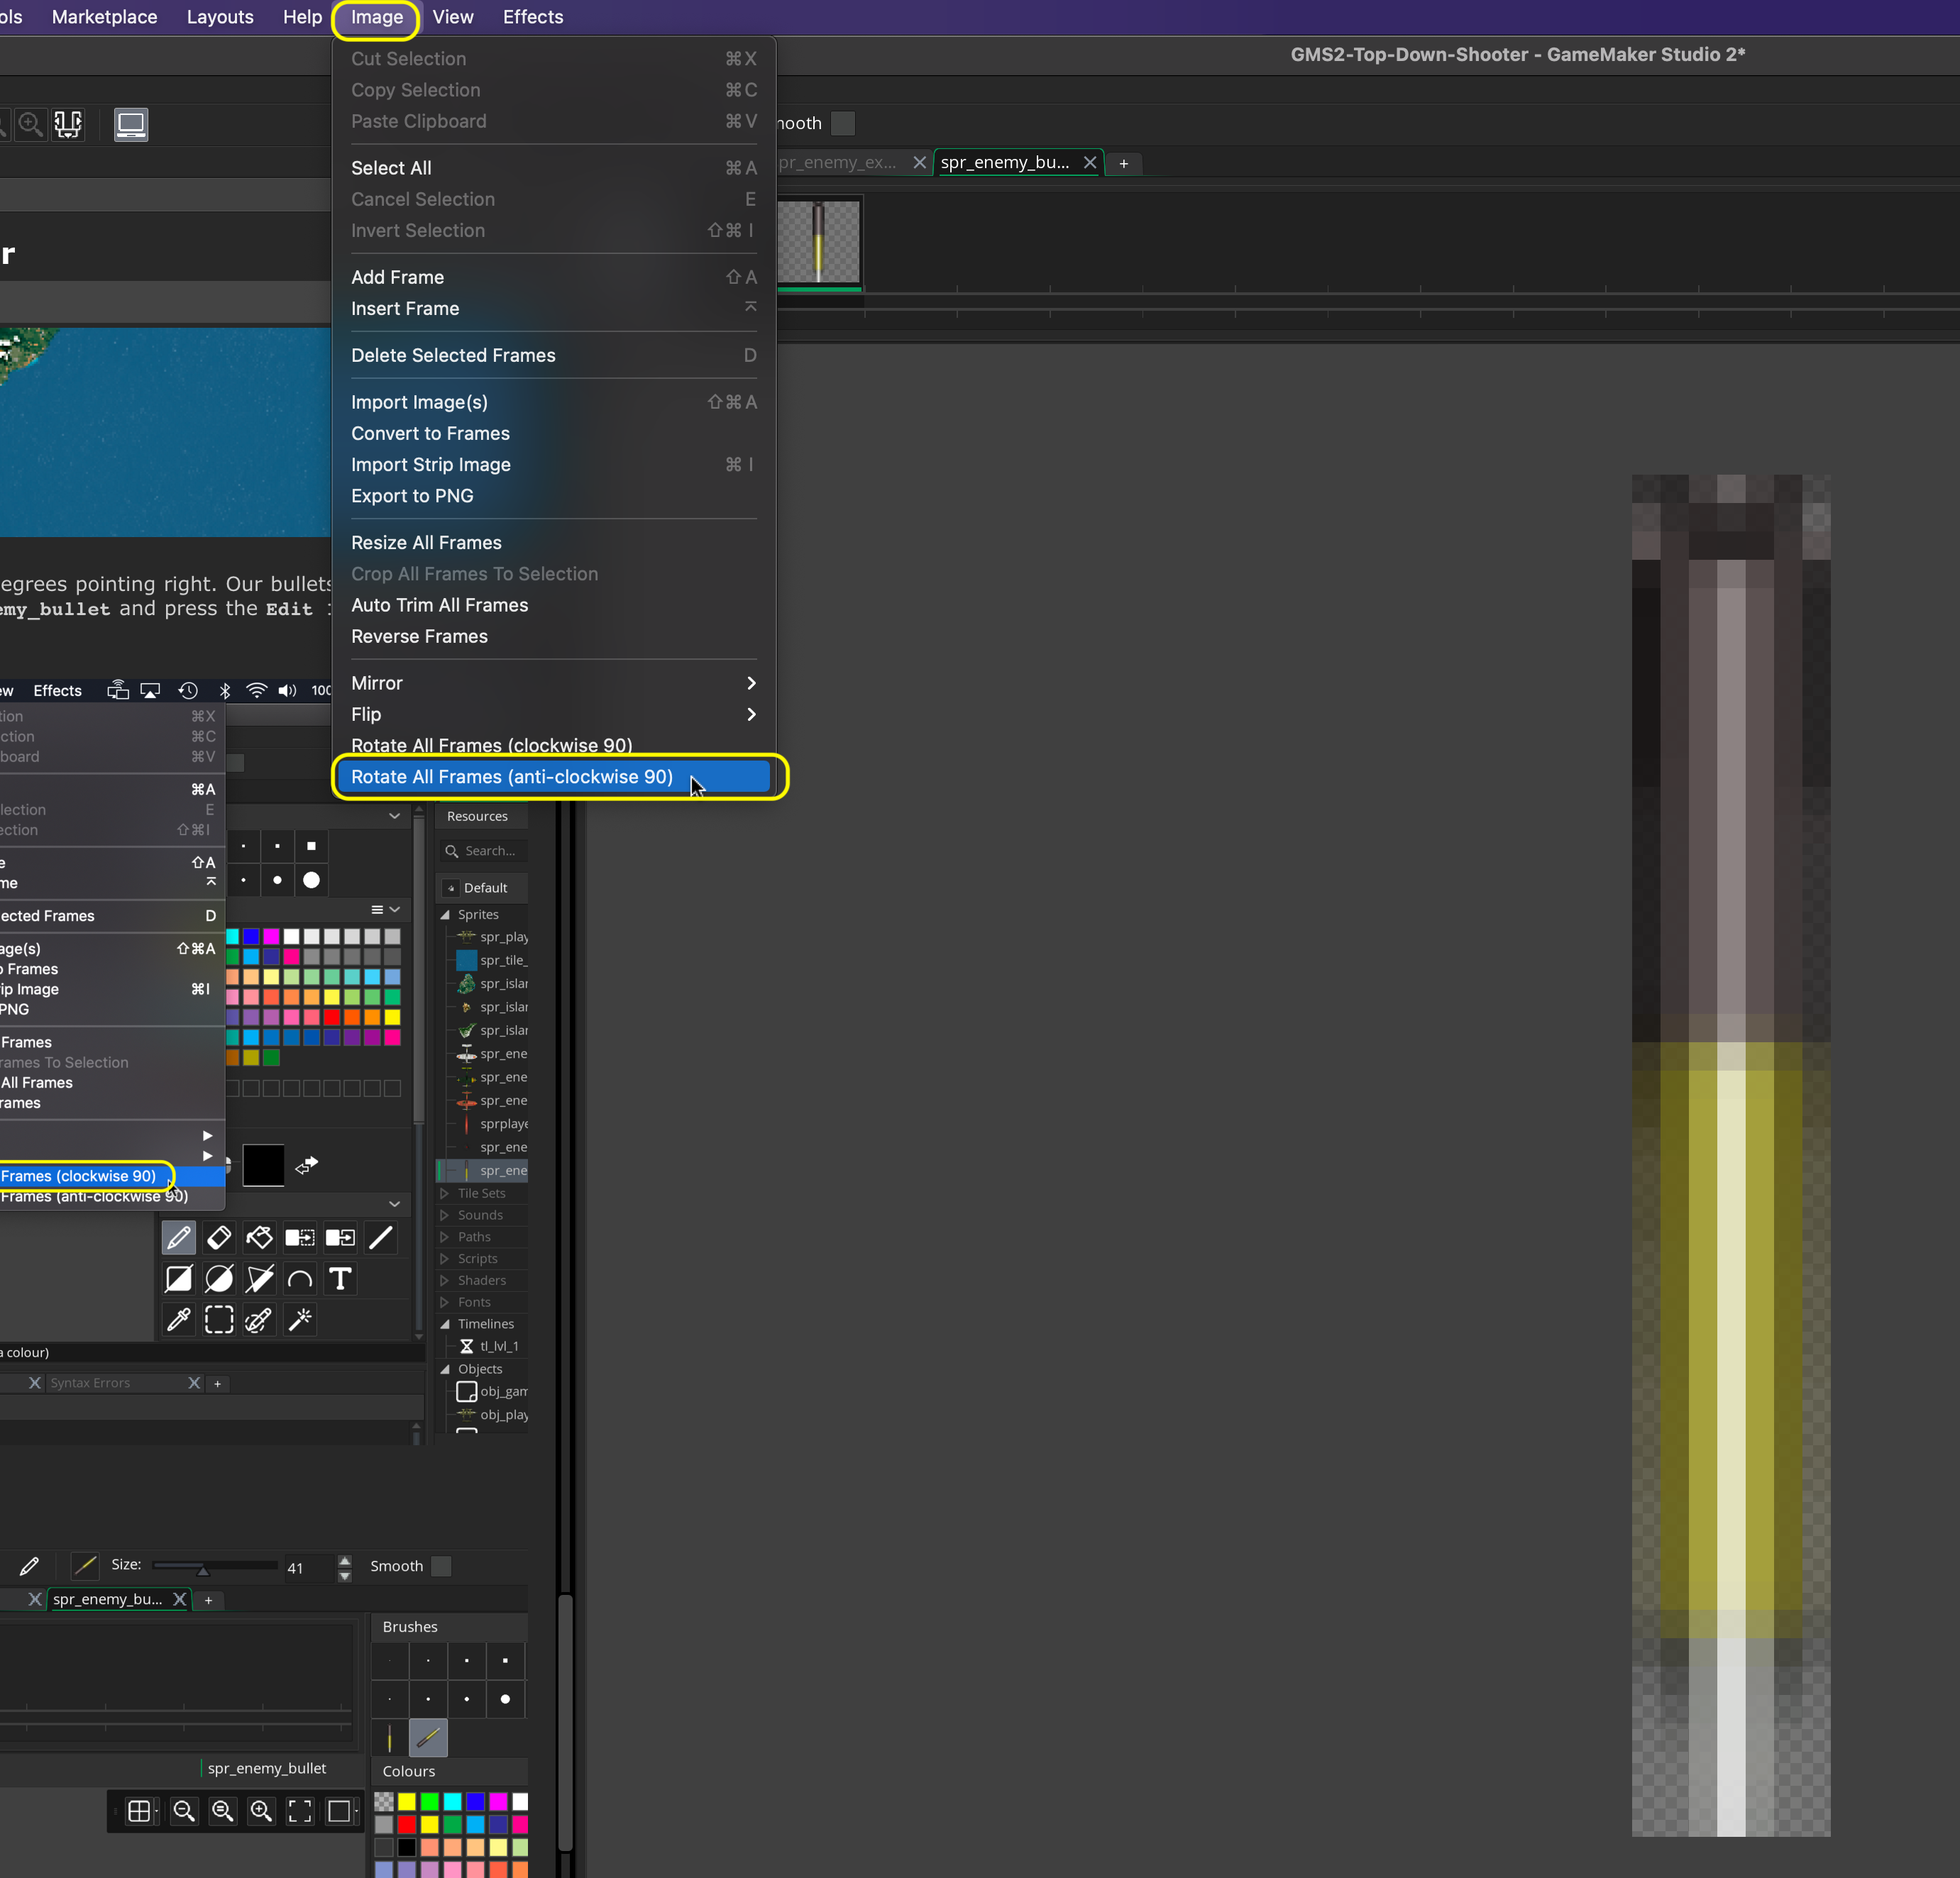 ols Marketplace Layouts Help Image View Effects
GMS2-Top-Down-Shooter - GameMaker Studio 2*
Cut Selection ⌘X
Copy Selection ⌘C
Paste Clipboard ⌘V
Select All ⌘A
Cancel Selection E
Invert Selection ⇧⌘I
Add Frame ⇧A
Insert Frame ⌅
Delete Selected Frames D
Import Image(s) ⇧⌘A
Convert to Frames
Import Strip Image ⌘I
Export to PNG
Resize All Frames
Crop All Frames To Selection
Auto Trim All Frames
Reverse Frames
Mirror
Flip
Rotate All Frames (clockwise 90)
Rotate All Frames (anti-clockwise 90)
mooth
pr_enemy_ex...
spr_enemy_bu...
+
r
egrees pointing right. Our bullets
emy_bullet and press the Edit
ew Effects 100
tion ⌘X
ction ⌘C
board ⌘V
⌘A
lection E
ection ⇧⌘I
e ⇧A
me ⌅
ected Frames D
age(s) ⇧⌘A
o Frames
ip Image ⌘I
PNG
Frames
rames To Selection
All Frames
rames
Frames (clockwise 90)
Frames (anti-clockwise 90)
Resources
Search...
Default
Sprites
spr_play
spr_tile_
spr_islar
spr_islar
spr_islar
spr_ene
spr_ene
spr_ene
sprplaye
spr_ene
spr_ene
Tile Sets
Sounds
Paths
Scripts
Shaders
Fonts
Timelines
tl_lvl_1
Objects
obj_gam
obj_play
T
a colour)
Syntax Errors +
Size: 41 Smooth
spr_enemy_bu... +
Brushes
spr_enemy_bullet
Colours